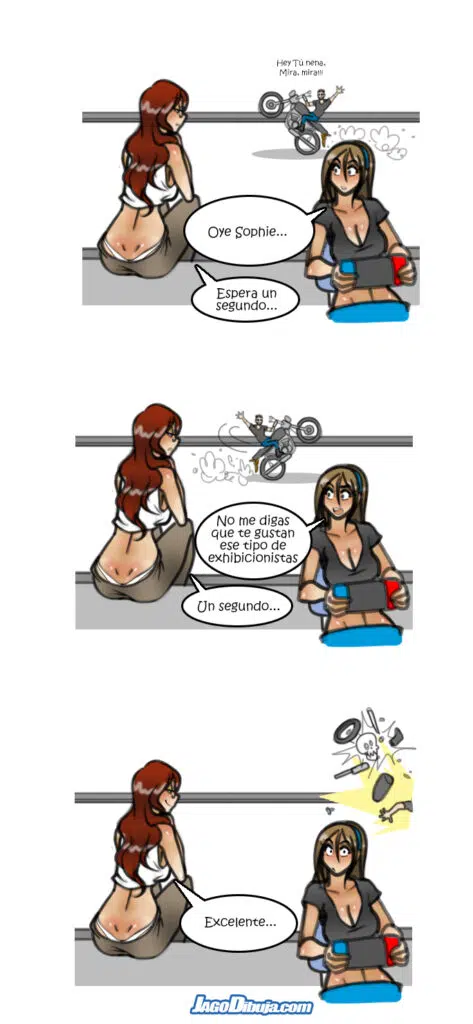 Hey Tú nena,
Mira, mira!!!
Oye Sophie...
Espera un
segundo...
No me digas
que te gustan
ese tipo de
exhibicionistas
Un segundo...
Excelente...
JAGODIBUJA.COM